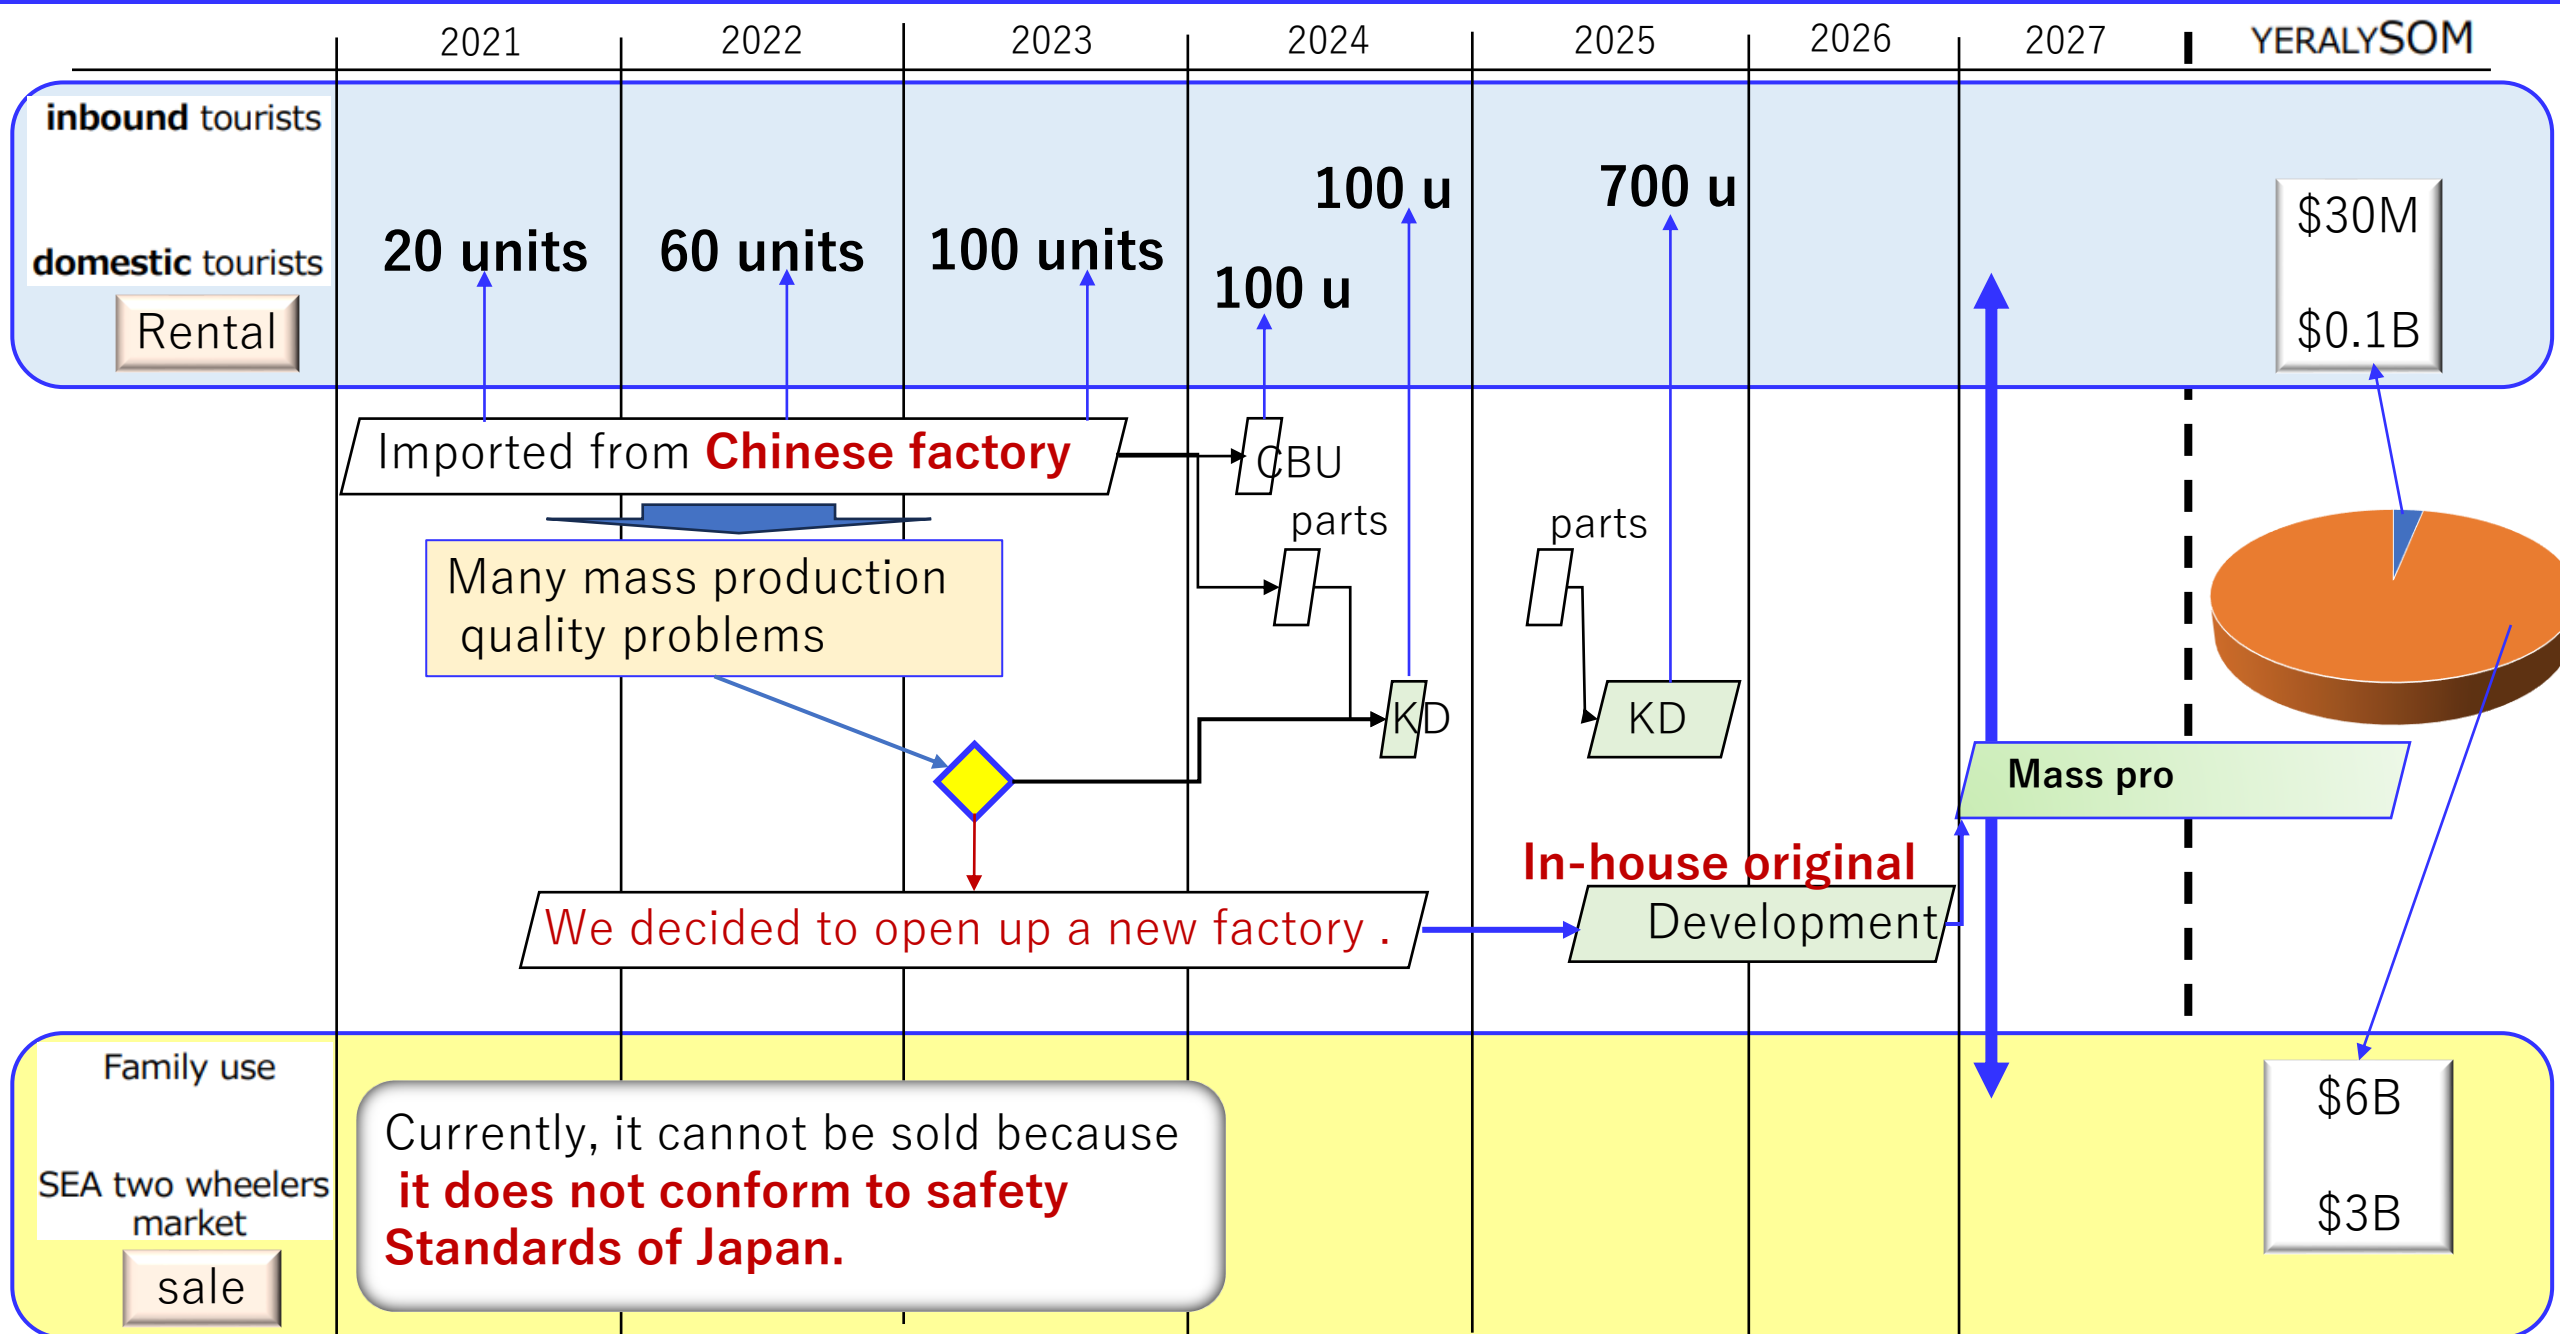 2021 2022 2023 2024 2025 2026 2027 YERALYSOM
inbound tourists
domestic tourists
Rental
20 units
60 units
100 units
100 u
100 u
700 u
$30M
$0.1B
Imported from Chinese factory
CBU
parts
parts
Many mass production
quality problems
KD
KD
Mass pro
In-house original
We decided to open up a new factory .
Development
Family use
SEA two wheelers
market
sale
Currently, it cannot be sold because
it does not conform to safety
Standards of Japan.
$6B
$3B